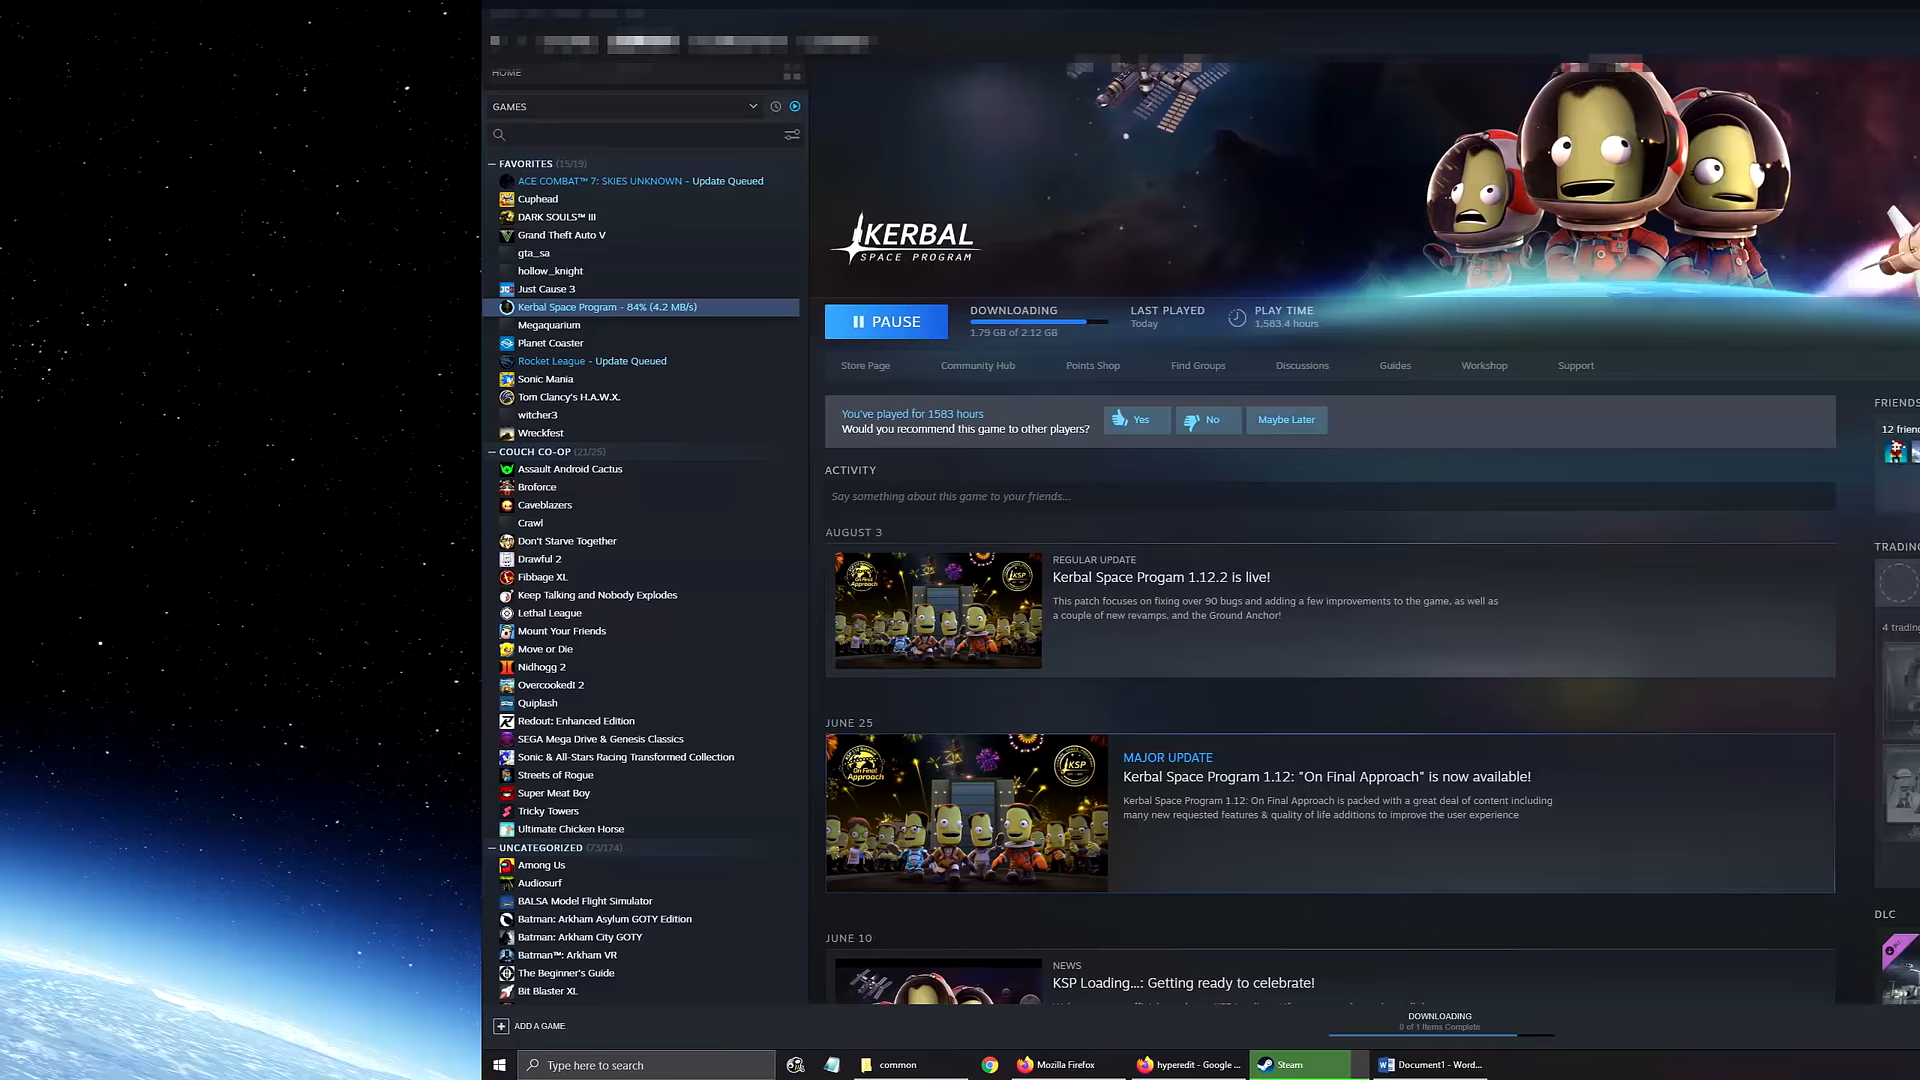 HOME
GAMES
FAVORITES (15/19)
ACE COMBAT™ 7: SKIES UNKNOWN - Update Queued
Cuphead
DARK SOULS™ III
Grand Theft Auto V
gta_sa
hollow_knight
Just Cause 3
Kerbal Space Program - 84% (4.2 MB/s)
Megaquarium
Planet Coaster
Rocket League - Update Queued
Sonic Mania
Tom Clancy's H.A.W.X.
witcher3
Wreckfest
COUCH CO-OP (21/25)
Assault Android Cactus
Broforce
Caveblazers
Crawl
Don't Starve Together
Drawful 2
Fibbage XL
Keep Talking and Nobody Explodes
Lethal League
Mount Your Friends
Move or Die
Nidhogg 2
Overcooked! 2
Quiplash
Redout: Enhanced Edition
SEGA Mega Drive & Genesis Classics
Sonic & All-Stars Racing Transformed Collection
Streets of Rogue
Super Meat Boy
Tricky Towers
Ultimate Chicken Horse
UNCATEGORIZED (73/174)
Among Us
Audiosurf
BALSA Model Flight Simulator
Batman: Arkham Asylum GOTY Edition
Batman: Arkham City GOTY
Batman™: Arkham VR
The Beginner's Guide
Bit Blaster XL
ADD A GAME
KERBAL
SPACE PROGRAM
PAUSE
DOWNLOADING
1.79 GB of 2.12 GB
LAST PLAYED
Today
PLAY TIME
1,583.4 hours
Store Page Community Hub Points Shop Find Groups Discussions Guides Workshop Support
You've played for 1583 hours
Would you recommend this game to other players?
Yes No Maybe Later
ACTIVITY
Say something about this game to your friends...
AUGUST 3
On Final
Approach
KSP
REGULAR UPDATE
Kerbal Space Progam 1.12.2 is live!
This patch focuses on fixing over 90 bugs and adding a few improvements to the game, as well as
a couple of new revamps, and the Ground Anchor!
JUNE 25
On Final
Approach
KSP
MAJOR UPDATE
Kerbal Space Program 1.12: "On Final Approach" is now available!
Kerbal Space Program 1.12: On Final Approach is packed with a great deal of content including
many new requested features & quality of life additions to improve the user experience
JUNE 10
NEWS
KSP Loading...: Getting ready to celebrate!
FRIENDS
12 frien
TRADING
4 trading
DLC
DOWNLOADING
0 of 1 Items Complete
Type here to search
common
Mozilla Firefox
hyperedit - Google ...
Steam
Document1 - Word...